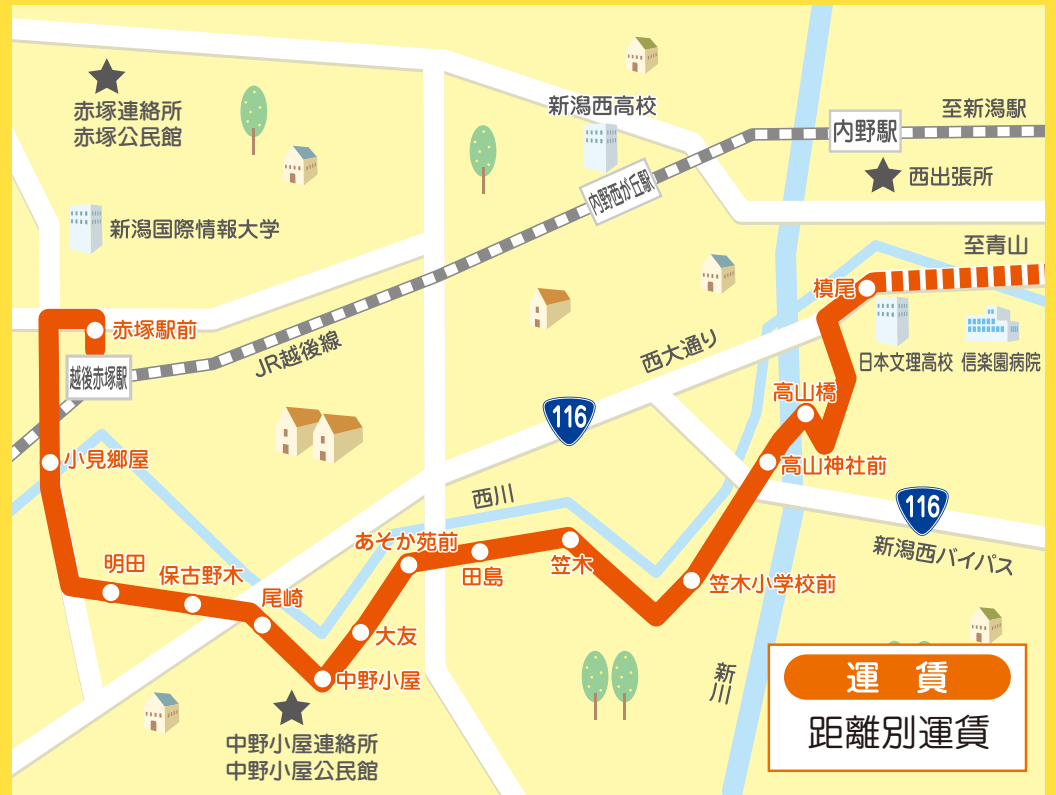 赤塚連絡所
赤塚公民館
新潟西高校
内野駅
至新潟駅
西出張所
内野西が丘駅
新潟国際情報大学
至青山
槙尾
赤塚駅前
越後赤塚駅
JR越後線
西大通り
日本文理高校
信楽園病院
高山橋
116
小見郷屋
高山神社前
西川
116
新潟西バイパス
あそか苑前
明田
保古野木
田島
笠木
笠木小学校前
尾崎
大友
中野小屋
新川
中野小屋連絡所
中野小屋公民館
運 賃
距離別運賃